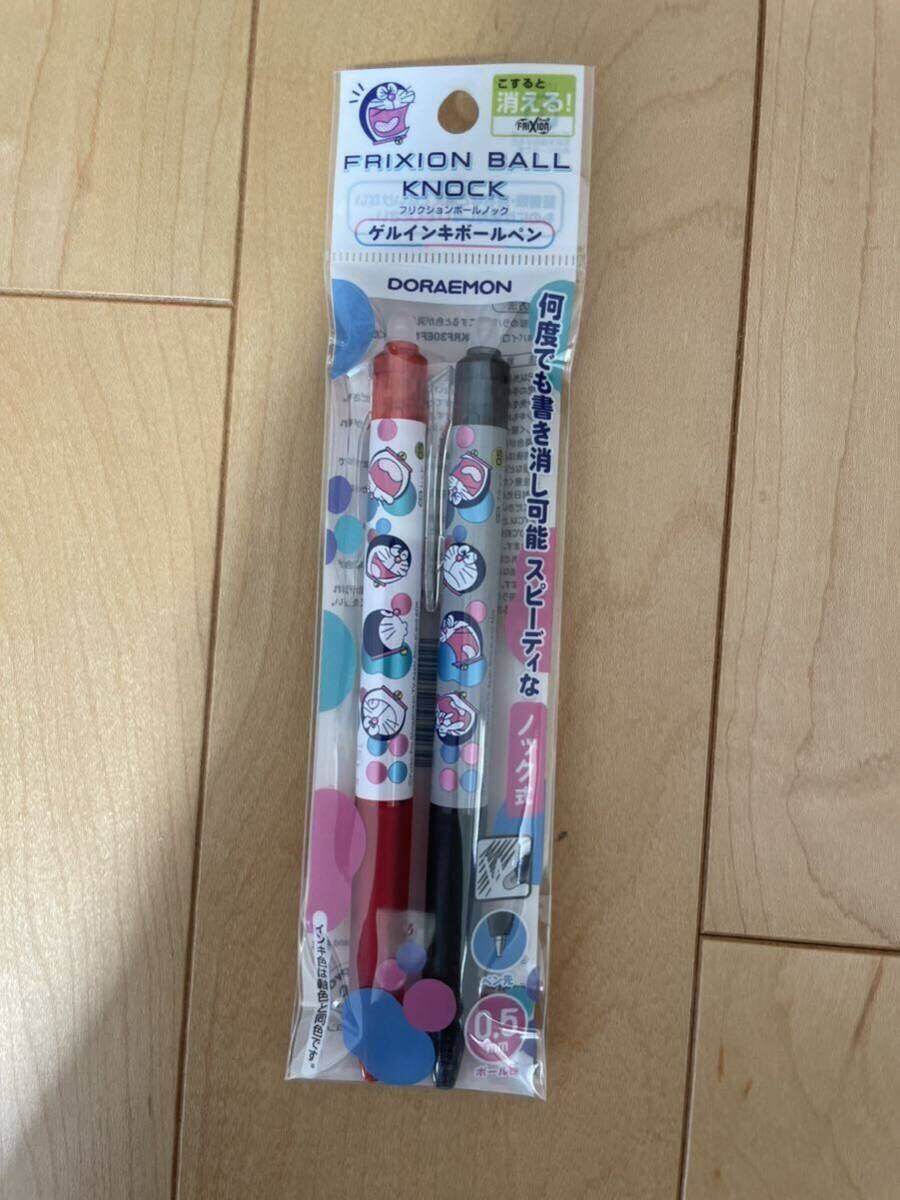 こすると
消える!
FRIXION
FRIXION BALL
KNOCK
フリクションボールノック
ゲルインキボールペン
DORAEMON
何度でも書き消し可能 スピーディな
ノック式
ペン先
0.5
mm
ボール径
インキ色は軸色と同色です。